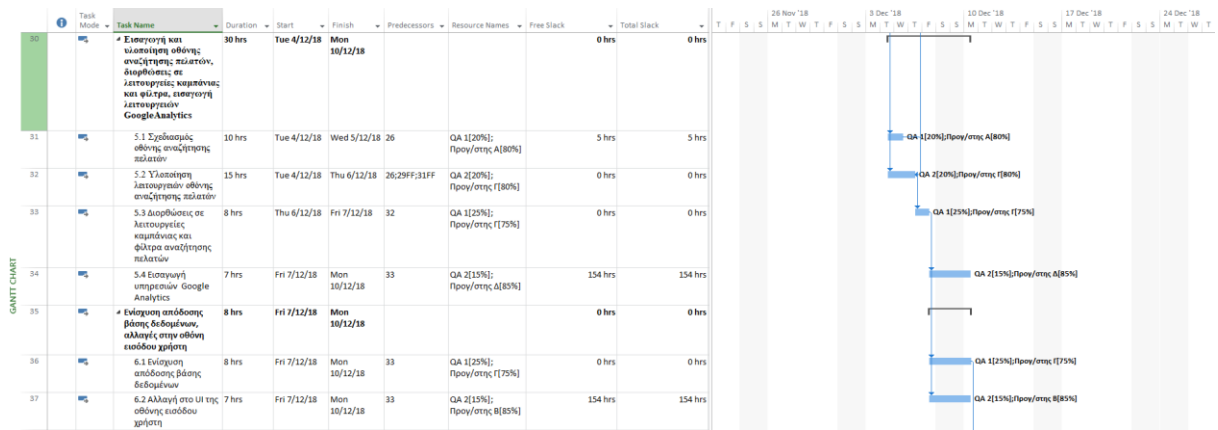 26 Nov '18 3 Dec '18 10 Dec '18 17 Dec '18 24 Dec '18
Task
Mode Task Name Duration Start Finish Predecessors Resource Names Free Slack Total Slack T F S S M T W T F S S M T W T F S S M T W T F S S M T W T F S S M T W T
30 Εισαγωγή και 30 hrs Tue 4/12/18 Mon 0 hrs 0 hrs
υλοποίηση οθόνης 10/12/18
αναζήτησης πελατών,
διορθώσεις σε
λειτουργείες καμπάνιας
και φίλτρα, εισαγωγή
λειτουργειών
GoogleAnalytics
31 5.1 Σχεδιασμός 10 hrs Tue 4/12/18 Wed 5/12/18 26 QA 1[20%]; 5 hrs 5 hrs QA 1[20%];Προγ/στης Α[80%]
οθόνης αναζήτησης Προγ/στης Α[80%]
πελατών
32 5.2 Υλοποίηση 15 hrs Tue 4/12/18 Thu 6/12/18 26;29FF;31FF QA 2[20%]; 0 hrs 0 hrs QA 2[20%];Προγ/στης Γ[80%]
λειτουργειών οθόνης Προγ/στης Γ[80%]
αναζήτησης πελατών
33 5.3 Διορθώσεις σε 8 hrs Thu 6/12/18 Fri 7/12/18 32 QA 1[25%]; 0 hrs 0 hrs QA 1[25%];Προγ/στης Γ[75%]
λειτουργείες Προγ/στης Γ[75%]
καμπάνιας και
φίλτρα αναζήτησης
πελατών
34 5.4 Εισαγωγή 7 hrs Fri 7/12/18 Mon 33 QA 2[15%]; 154 hrs 154 hrs QA 2[15%];Προγ/στης Δ[85%]
υπηρεσιών Google 10/12/18 Προγ/στης Δ[85%]
Analytics
35 Ενίσχυση απόδοσης 8 hrs Fri 7/12/18 Mon 0 hrs 0 hrs
βάσης δεδομένων, 10/12/18
αλλαγές στην οθόνη
εισόδου χρήστη
36 6.1 Ενίσχυση 8 hrs Fri 7/12/18 Mon 33 QA 1[25%]; 0 hrs 0 hrs QA 1[25%];Προγ/στης Γ[75%]
απόδοσης βάσης 10/12/18 Προγ/στης Γ[75%]
δεδομένων
37 6.2 Αλλαγή στο UI της 7 hrs Fri 7/12/18 Mon 33 QA 2[15%]; 154 hrs 154 hrs QA 2[15%];Προγ/στης Β[85%]
οθόνης εισόδου 10/12/18 Προγ/στης Β[85%]
χρήστη
GANTT CHART